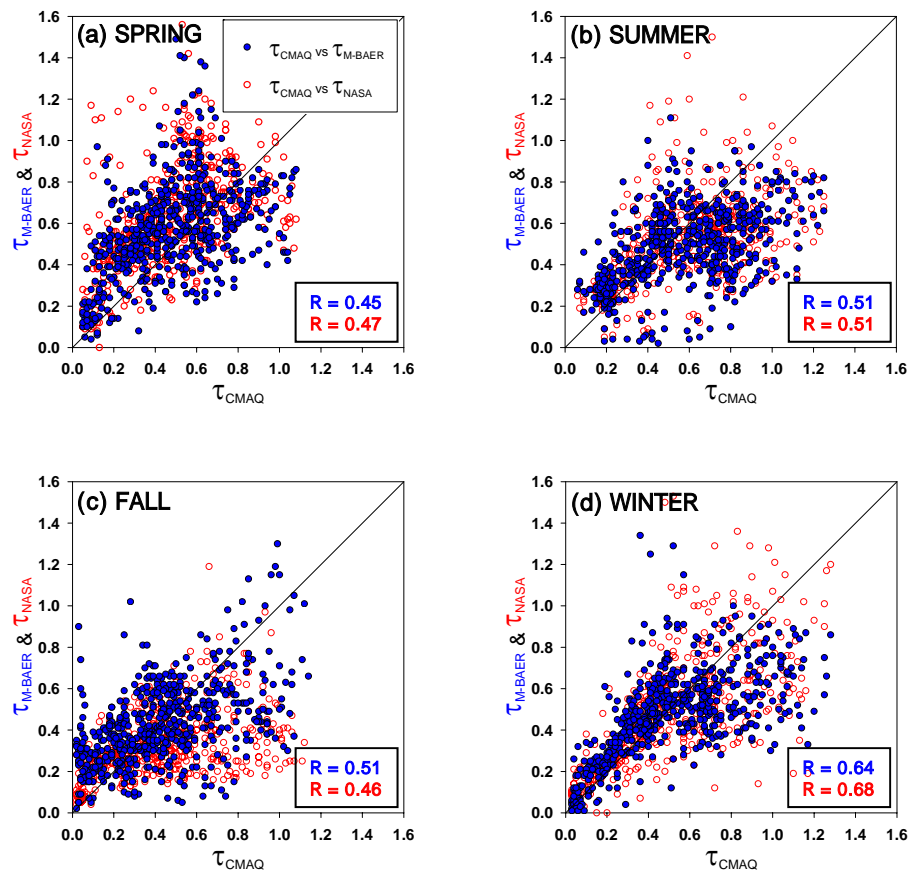 (a) SPRING
τCMAQ vs τM-BAER
τCMAQ vs τNASA
1.6
1.4
1.2
1.0
0.8
0.6
0.4
0.2
0.0
τM-BAER & τNASA
R = 0.45
R = 0.47
0.0 0.2 0.4 0.6 0.8 1.0 1.2 1.4 1.6
τCMAQ
(b) SUMMER
1.6
1.4
1.2
1.0
0.8
0.6
0.4
0.2
0.0
τM-BAER & τNASA
R = 0.51
R = 0.51
0.0 0.2 0.4 0.6 0.8 1.0 1.2 1.4 1.6
τCMAQ
(c) FALL
1.6
1.4
1.2
1.0
0.8
0.6
0.4
0.2
0.0
τM-BAER & τNASA
R = 0.51
R = 0.46
0.0 0.2 0.4 0.6 0.8 1.0 1.2 1.4 1.6
τCMAQ
(d) WINTER
1.6
1.4
1.2
1.0
0.8
0.6
0.4
0.2
0.0
τM-BAER & τNASA
R = 0.64
R = 0.68
0.0 0.2 0.4 0.6 0.8 1.0 1.2 1.4 1.6
τCMAQ